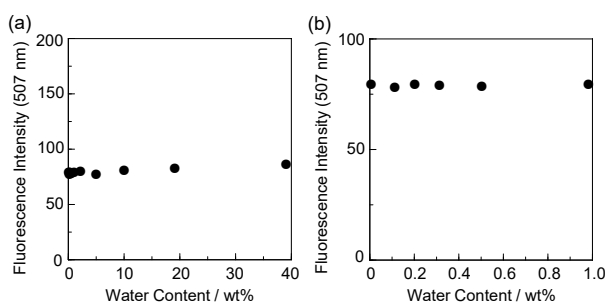 (a)
200
150
100
50
0
0 10 20 30 40
Fluorescence Intensity (507 nm)
Water Content / wt%
(b)
100
50
0
0 0.2 0.4 0.6 0.8 1.0
Fluorescence Intensity (507 nm)
Water Content / wt%